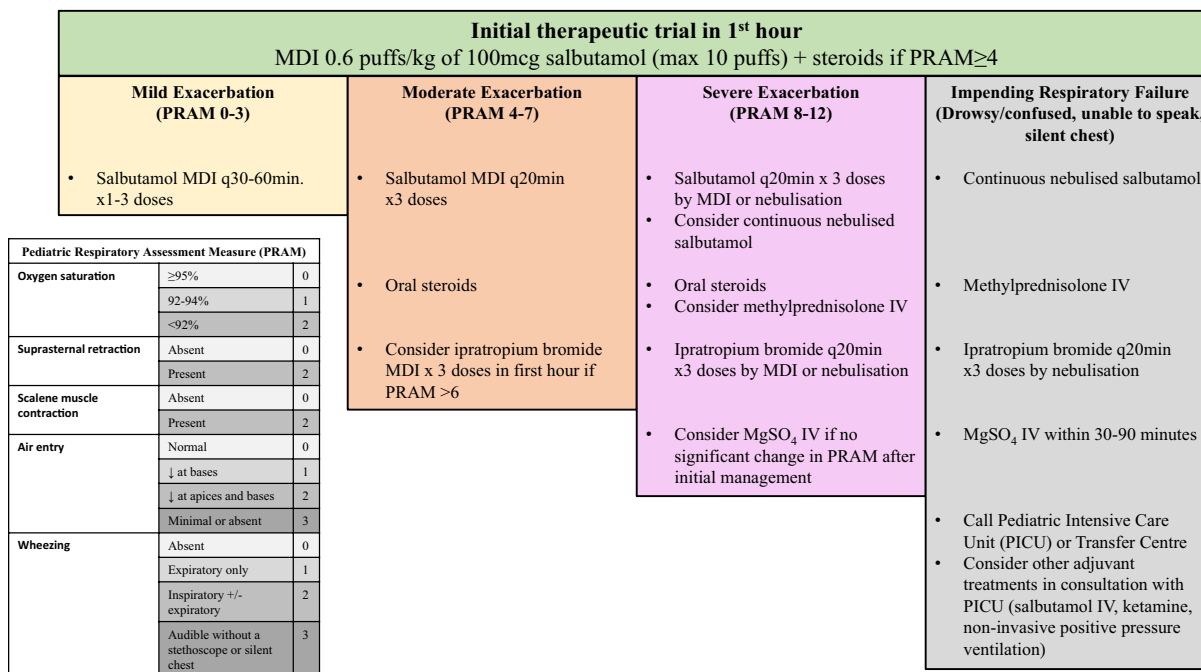 Initial therapeutic trial in 1st hour
MDI 0.6 puffs/kg of 100mcg salbutamol (max 10 puffs) + steroids if PRAM≥4
Mild Exacerbation
(PRAM 0-3)
• Salbutamol MDI q30-60min.
x1-3 doses
Moderate Exacerbation
(PRAM 4-7)
• Salbutamol MDI q20min
x3 doses
• Oral steroids
• Consider ipratropium bromide
MDI x 3 doses in first hour if
PRAM >6
Severe Exacerbation
(PRAM 8-12)
• Salbutamol q20min x 3 doses
by MDI or nebulisation
• Consider continuous nebulised
salbutamol
• Oral steroids
• Consider methylprednisolone IV
• Ipratropium bromide q20min
x3 doses by MDI or nebulisation
• Consider MgSO4 IV if no
significant change in PRAM after
initial management
Impending Respiratory Failure
(Drowsy/confused, unable to speak,
silent chest)
• Continuous nebulised salbutamol
• Methylprednisolone IV
• Ipratropium bromide q20min
x3 doses by nebulisation
• MgSO4 IV within 30-90 minutes
• Call Pediatric Intensive Care
Unit (PICU) or Transfer Centre
• Consider other adjuvant
treatments in consultation with
PICU (salbutamol IV, ketamine,
non-invasive positive pressure
ventilation)
Pediatric Respiratory Assessment Measure (PRAM)
Oxygen saturation ≥95% 0
92-94% 1
<92% 2
Suprasternal retraction Absent 0
Present 2
Scalene muscle
contraction
Absent 0
Present 2
Air entry Normal 0
↓ at bases 1
↓ at apices and bases 2
Minimal or absent 3
Wheezing Absent 0
Expiratory only 1
Inspiratory +/- 2
expiratory
Audible without a 3
stethoscope or silent
chest